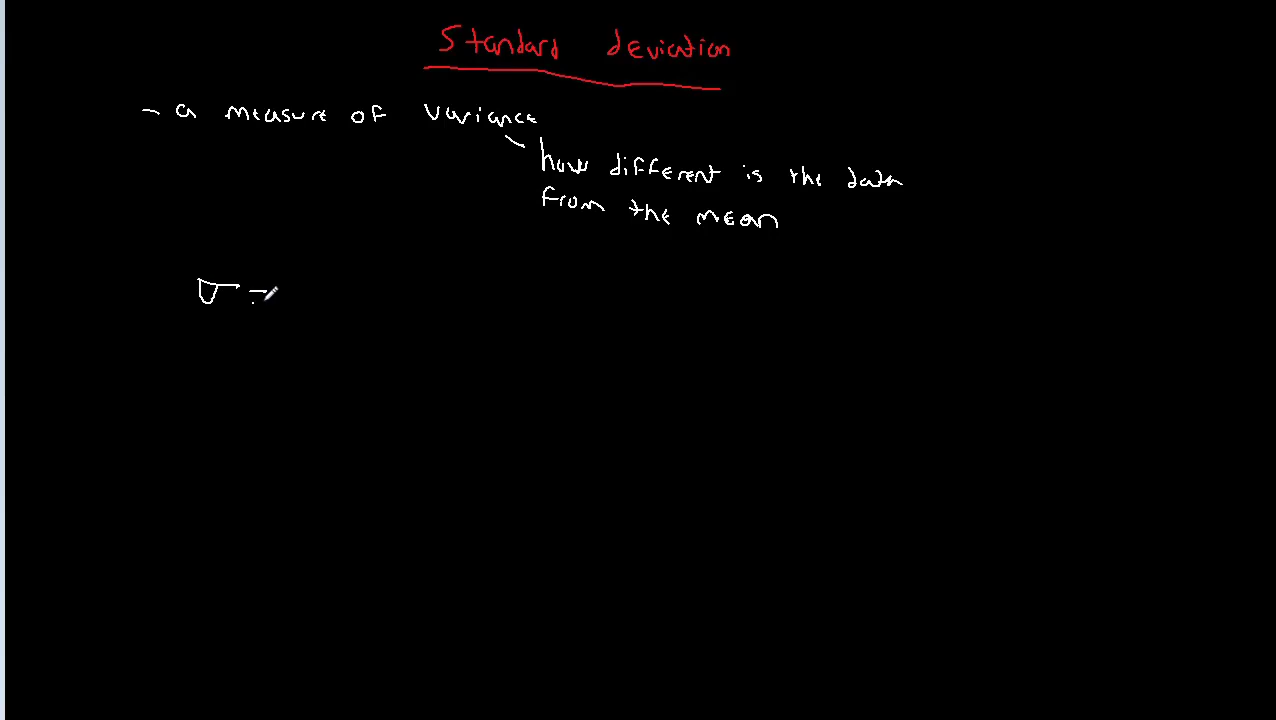 Standard deviation
- a measure of variance
how different is the data
from the mean
σ =